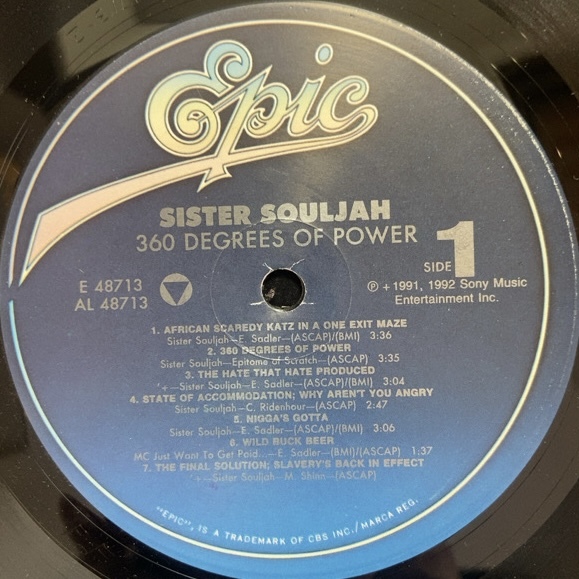 Epic
SISTER SOULJAH
360 DEGREES OF POWER
SIDE 1
E 48713
AL 48713
℗ + 1991, 1992 Sony Music
Entertainment Inc.
1. AFRICAN SCAREDY KATZ IN A ONE EXIT MAZE
Sister Souljah—E. Sadler—(ASCAP)/(BMI) 3:36
2. 360 DEGREES OF POWER
Sister Souljah—Epitome of Scratch—(ASCAP) 3:35
3. THE HATE THAT HATE PRODUCED
'+—Sister Souljah—E. Sadler—(ASCAP)/(BMI) 3:04
4. STATE OF ACCOMMODATION; WHY AREN'T YOU ANGRY
Sister Souljah—C. Ridenhour—(ASCAP) 2:47
5. NIGGA'S GOTTA
Sister Souljah—E. Sadler—(ASCAP)/(BMI) 3:06
6. WILD BUCK BEER
MC Just Want To Get Paid...—E. Sadler—(BMI)/(ASCAP) 1:37
7. THE FINAL SOLUTION; SLAVERY'S BACK IN EFFECT
'+—Sister Souljah—M. Shinn—(ASCAP)
"EPIC", IS A TRADEMARK OF CBS INC./MARCA REG.